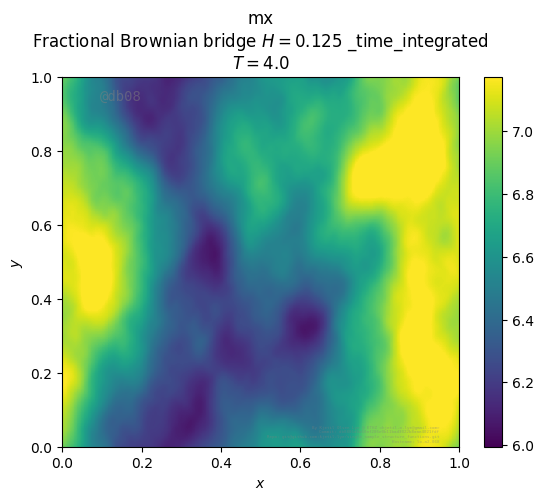 mx
Fractional Brownian bridge H = 0.125 _time_integrated
T = 4.0
@db08
1.0
0.8
0.6
0.4
0.2
0.0
y
0.0 0.2 0.4 0.6 0.8 1.0
x
7.0
6.8
6.6
6.4
6.2
6.0